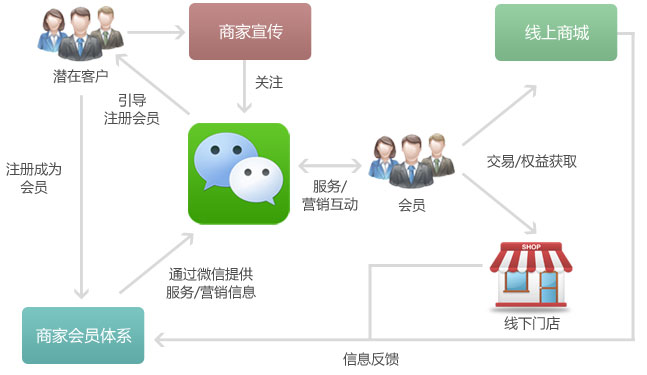 商家宣传
线上商城
潜在客户
关注
引导
注册会员
注册成为
会员
交易/权益获取
服务/
营销互动
会员
SHOP
通过微信提供
服务/营销信息
线下门店
商家会员体系
信息反馈